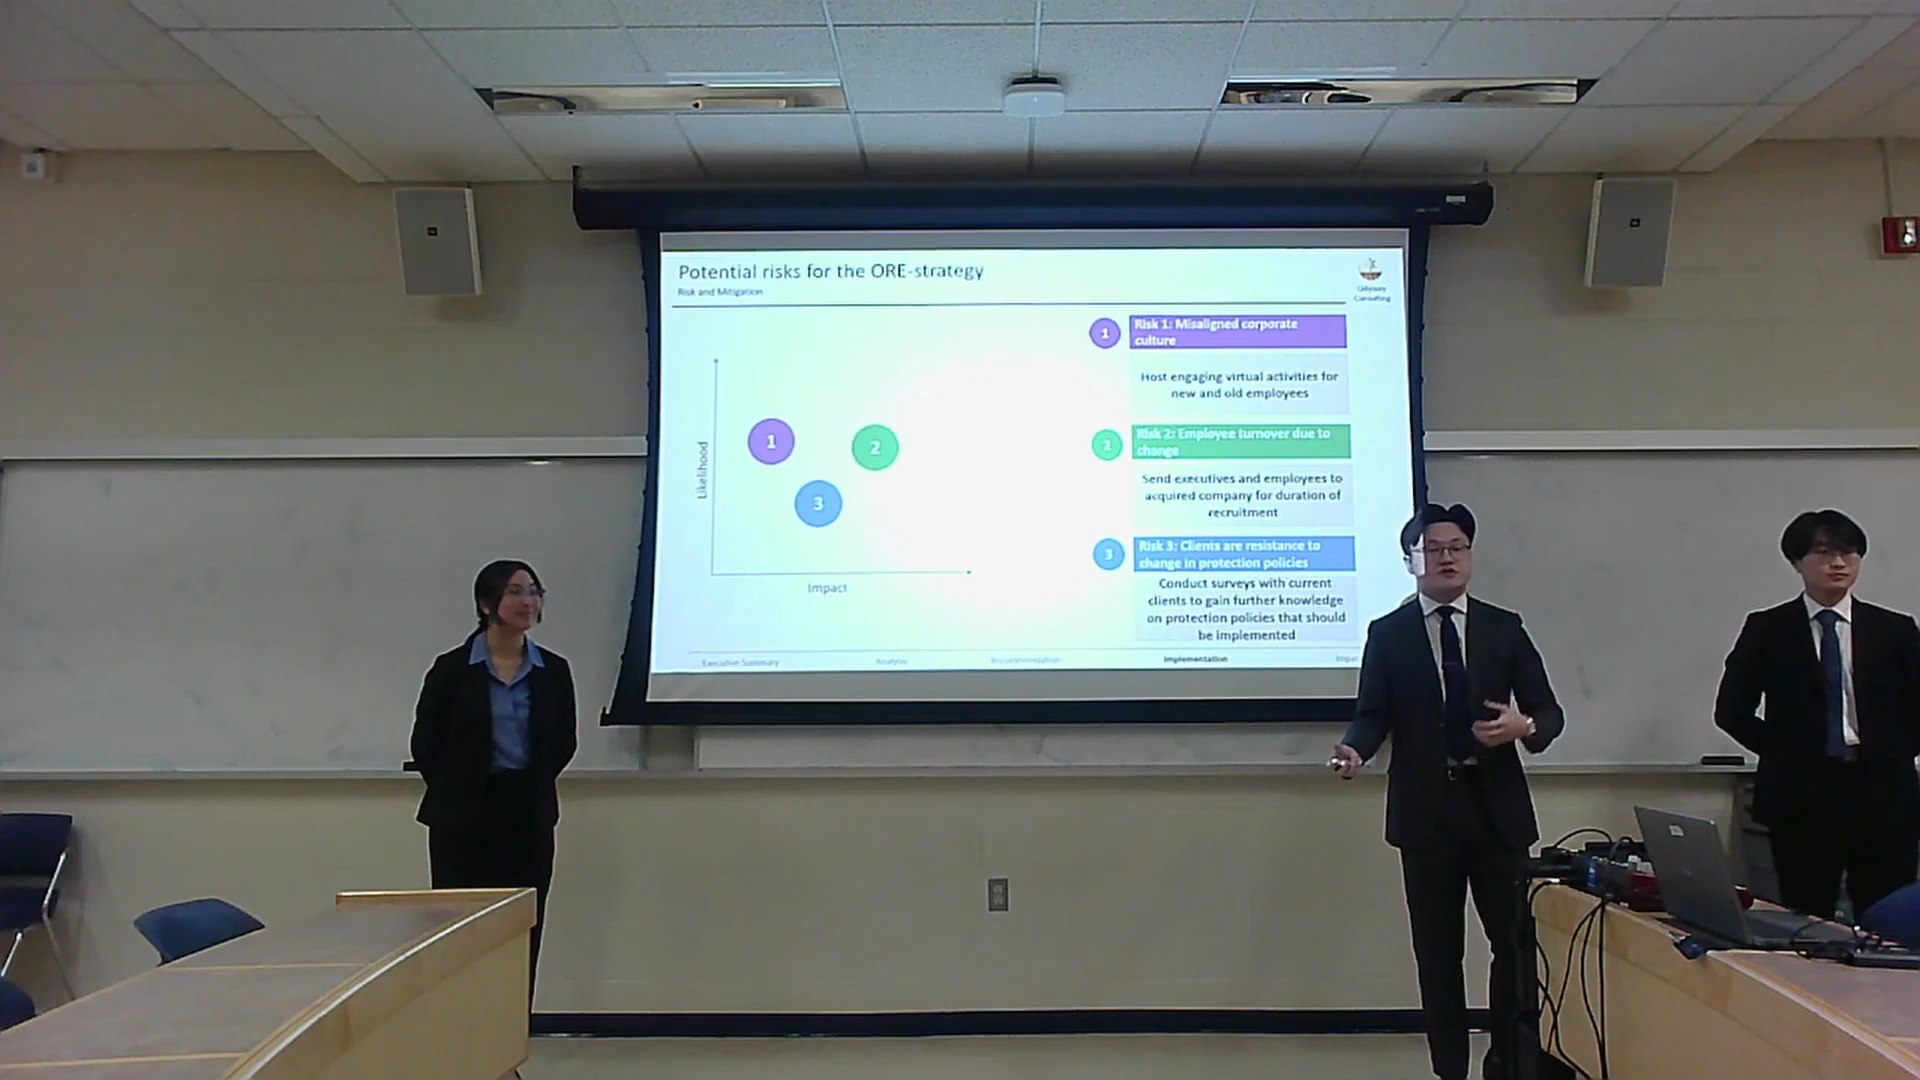 Potential risks for the ORE-strategy
Risk and Mitigation
Odyssey
Consulting
Likelihood
1
2
3
Impact
1
Risk 1: Misaligned corporate
culture
Host engaging virtual activities for
new and old employees
2
Risk 2: Employee turnover due to
change
Send executives and employees to
acquired company for duration of
recruitment
3
Risk 3: Clients are resistance to
change in protection policies
Conduct surveys with current
clients to gain further knowledge
on protection policies that should
be implemented
Executive Summary
Analysis
Recommendation
Implementation